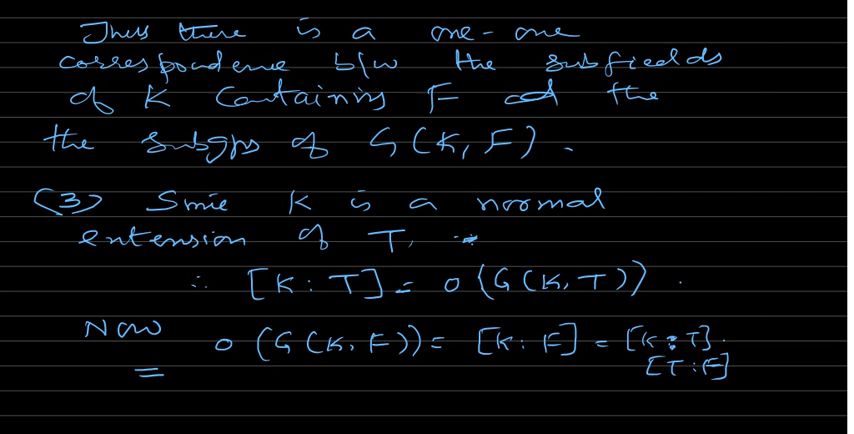 Thus there is a one-one
correspondence b/w the subfields
of K containing F and the
the subgps of G(K, F).
(3) Since K is a normal
extension of T,
∴ [K : T] = o(G(K, T)).
Now o(G(K, F)) = [K : F] = [K : T].
[T : F]